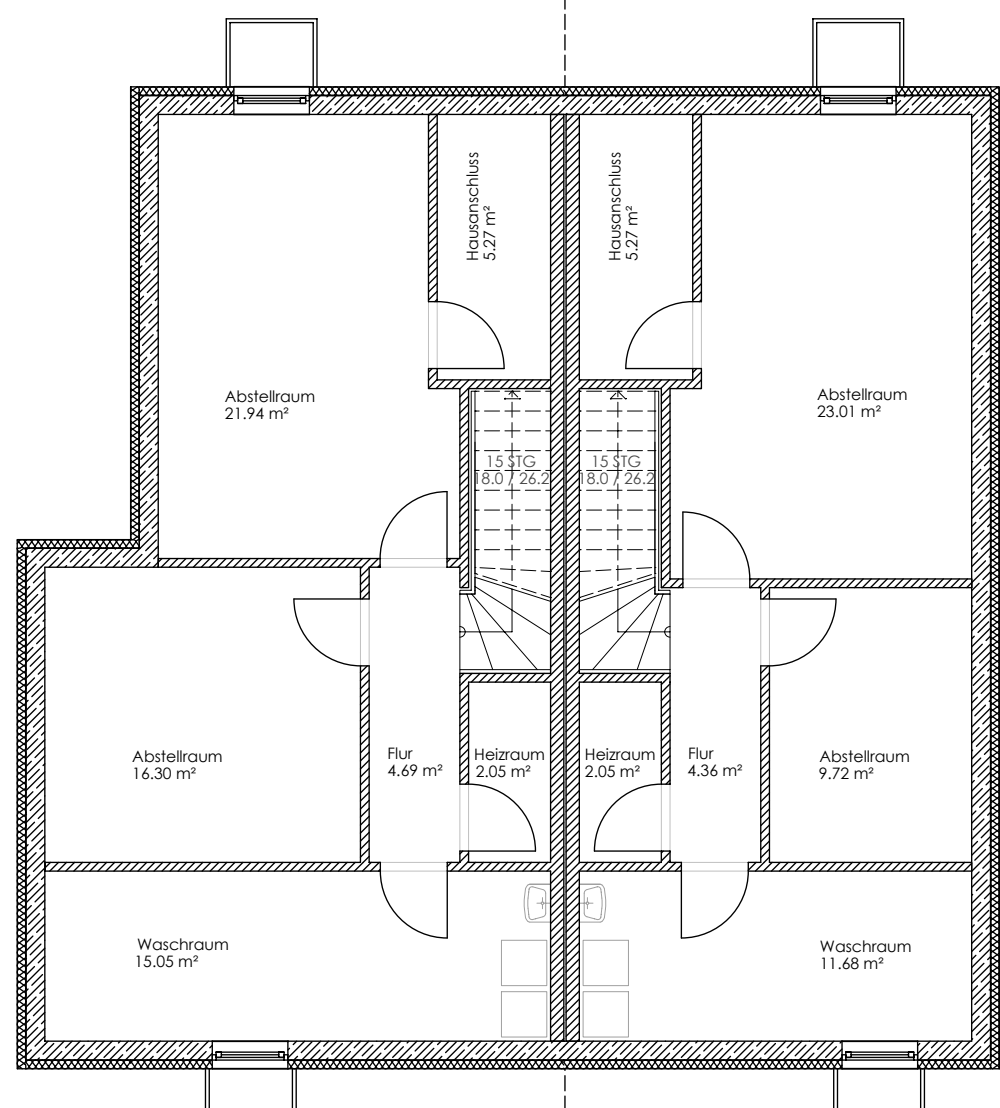 Hausanschluss
5.27 m²
Hausanschluss
5.27 m²
Abstellraum
21.94 m²
Abstellraum
23.01 m²
15 STG
18.0 / 26.2
15 STG
18.0 / 26.2
Abstellraum
16.30 m²
Flur
4.69 m²
Heizraum
2.05 m²
Heizraum
2.05 m²
Flur
4.36 m²
Abstellraum
9.72 m²
Waschraum
15.05 m²
Waschraum
11.68 m²